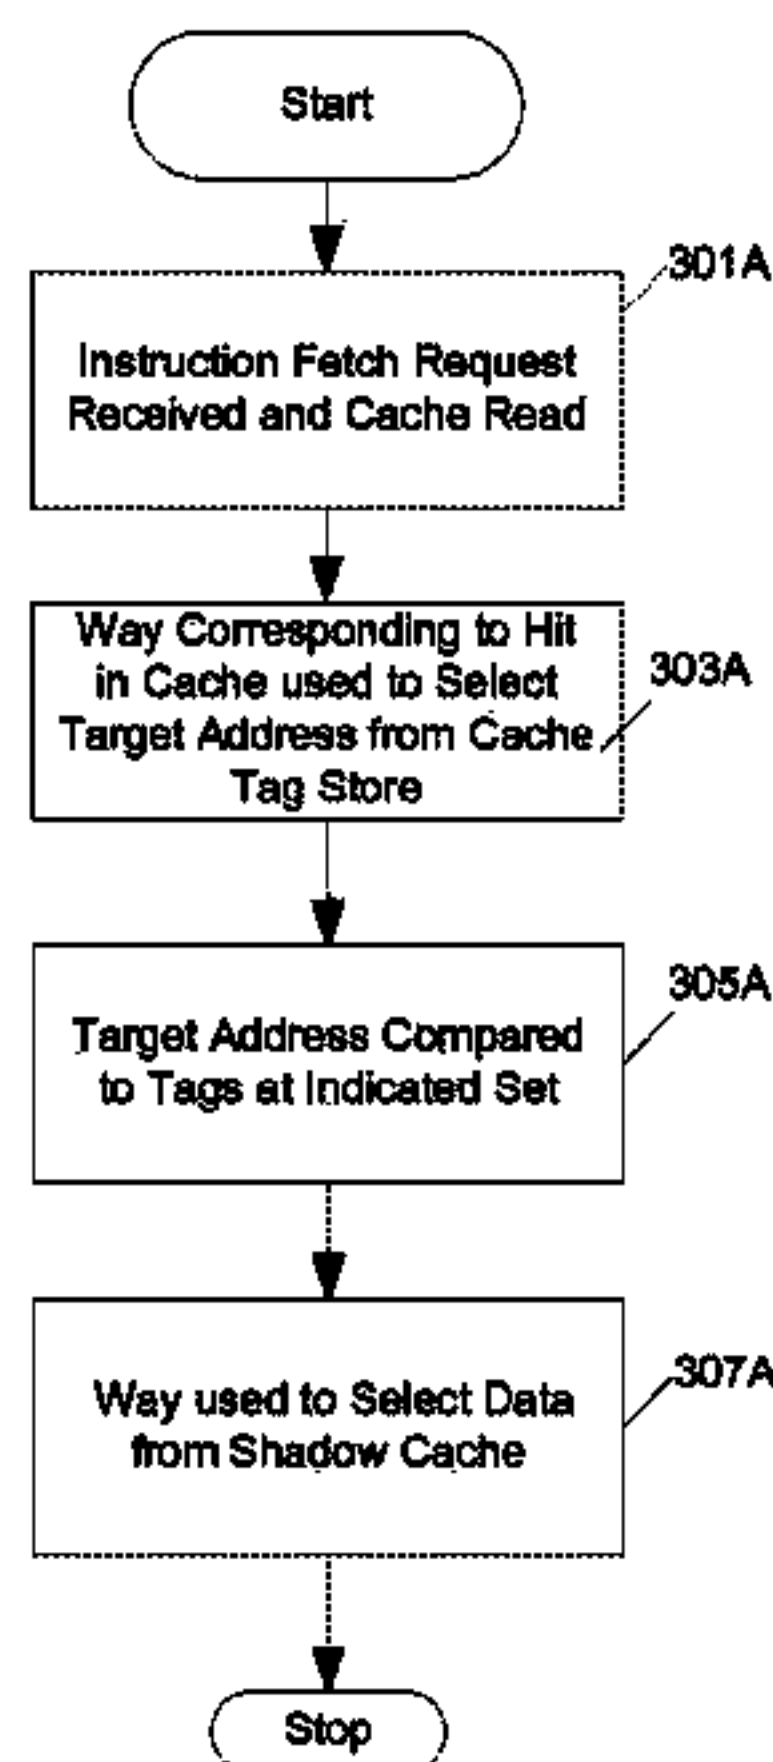 Start
301A
Instruction Fetch Request
Received and Cache Read
Way Corresponding to Hit
in Cache used to Select
303A
Target Address from Cache
Tag Store
305A
Target Address Compared
to Tags at Indicated Set
307A
Way used to Select Data
from Shadow Cache
Stop